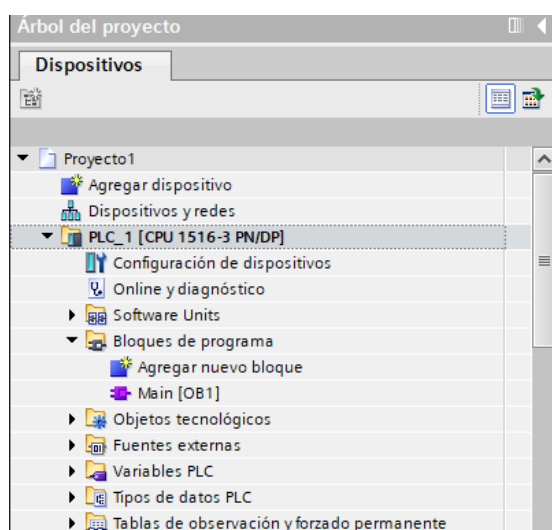 Árbol del proyecto
Dispositivos
Proyecto1
Agregar dispositivo
Dispositivos y redes
PLC_1 [CPU 1516-3 PN/DP]
Configuración de dispositivos
Online y diagnóstico
Software Units
Bloques de programa
Agregar nuevo bloque
Main [OB1]
Objetos tecnológicos
Fuentes externas
Variables PLC
Tipos de datos PLC
Tablas de observación y forzado permanente